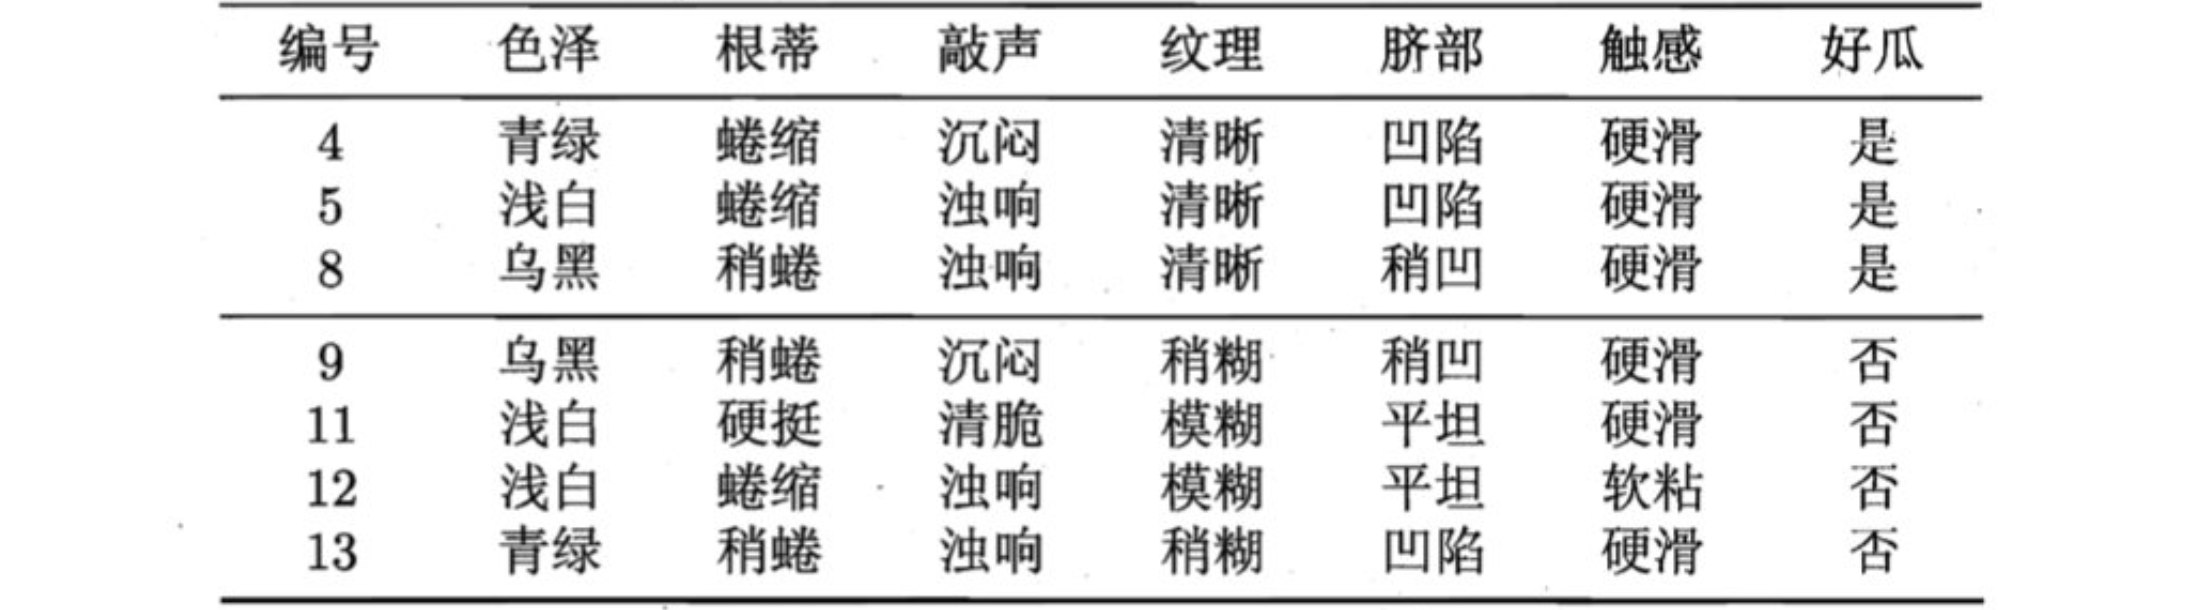 编号 色泽 根蒂 敲声 纹理 脐部 触感 好瓜
4 青绿 蜷缩 沉闷 清晰 凹陷 硬滑 是
5 浅白 蜷缩 浊响 清晰 凹陷 硬滑 是
8 乌黑 稍蜷 浊响 清晰 稍凹 硬滑 是
9 乌黑 稍蜷 沉闷 稍糊 稍凹 硬滑 否
11 浅白 硬挺 清脆 模糊 平坦 硬滑 否
12 浅白 蜷缩 浊响 模糊 平坦 软粘 否
13 青绿 稍蜷 浊响 稍糊 凹陷 硬滑 否